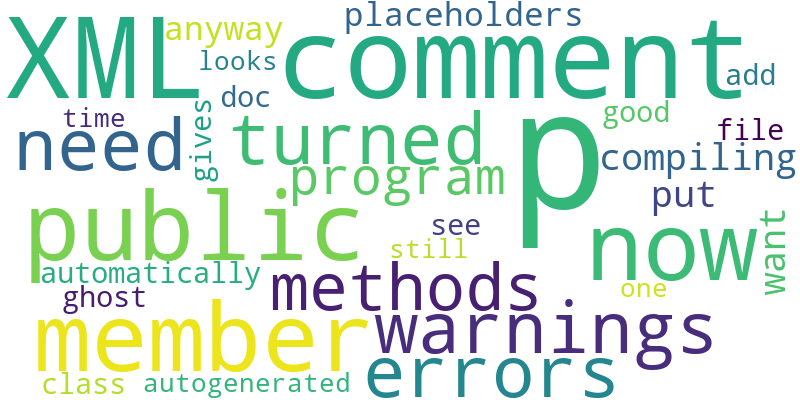 placeholders
XML
anyway
comment
looks
add
doc
time
good
p
file
need
gives
turned
compiling
program
put
public
now
see
want
still
automatically
methods
ghost
one
member
warnings
errors
class
autogenerated